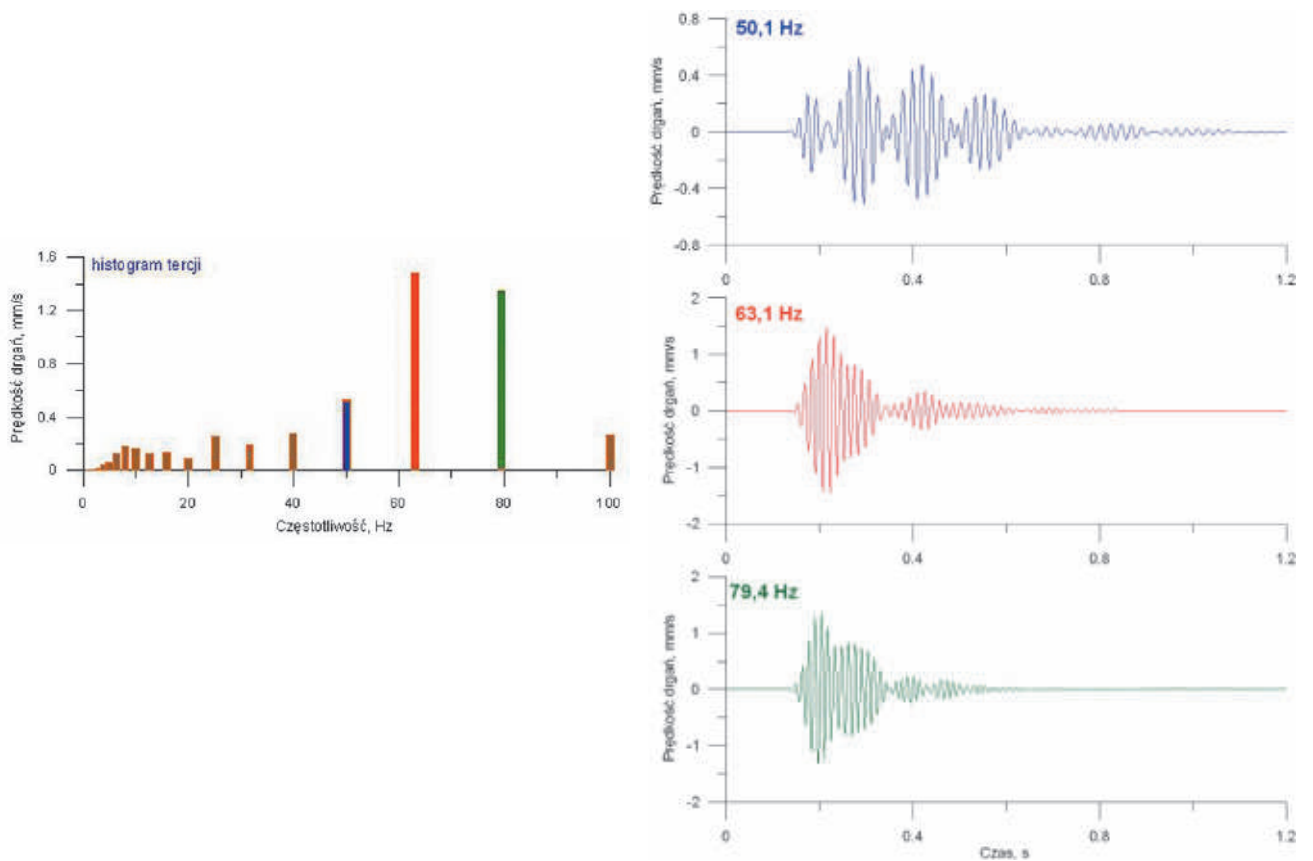 histogram tercji
Prędkość drgań, mm/s
1.6
1.2
0.8
0.4
0
0 20 40 60 80 100
Częstotliwość, Hz
50,1 Hz
Prędkość drgań, mm/s
0.8
0.4
0
-0.4
-0.8
0 0.4 0.8 1.2
63,1 Hz
Prędkość drgań, mm/s
2
1
0
-1
-2
0 0.4 0.8 1.2
79,4 Hz
Prędkość drgań, mm/s
2
1
0
-1
-2
0 0.4 0.8 1.2
Czas, s